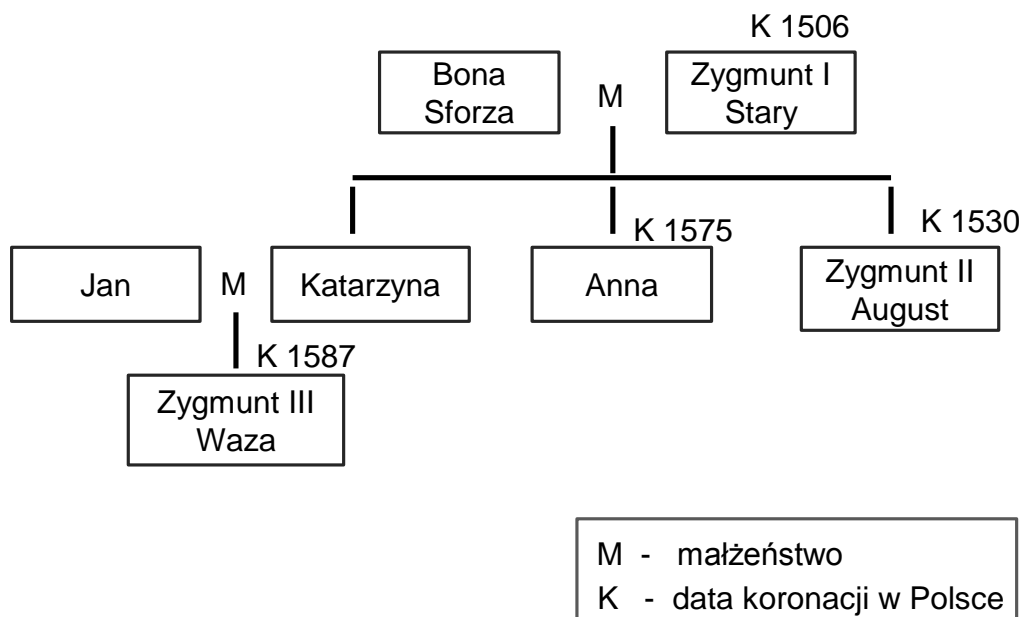 K 1506
Bona
Sforza
M
Zygmunt I
Stary
K 1575
K 1530
Jan
M
Katarzyna
Anna
Zygmunt II
August
K 1587
Zygmunt III
Waza
M - małżeństwo
K - data koronacji w Polsce